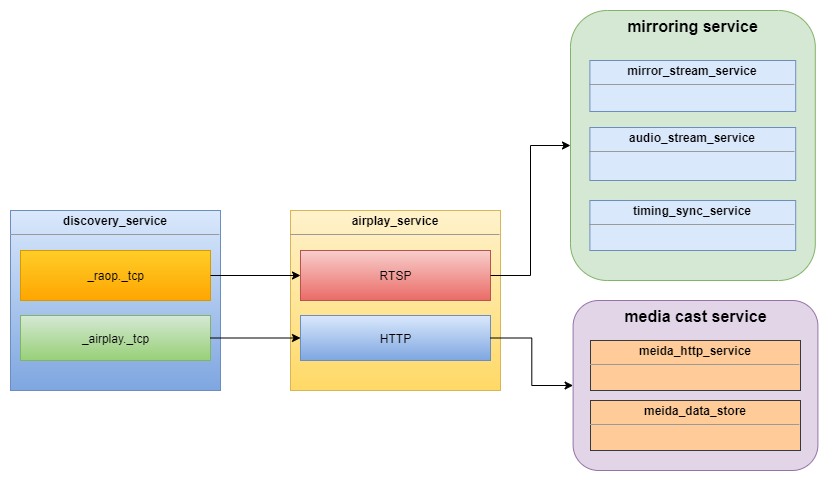 mirroring service
mirror_stream_service
audio_stream_service
timing_sync_service
discovery_service
_raop._tcp
_airplay._tcp
airplay_service
RTSP
HTTP
media cast service
meida_http_service
meida_data_store